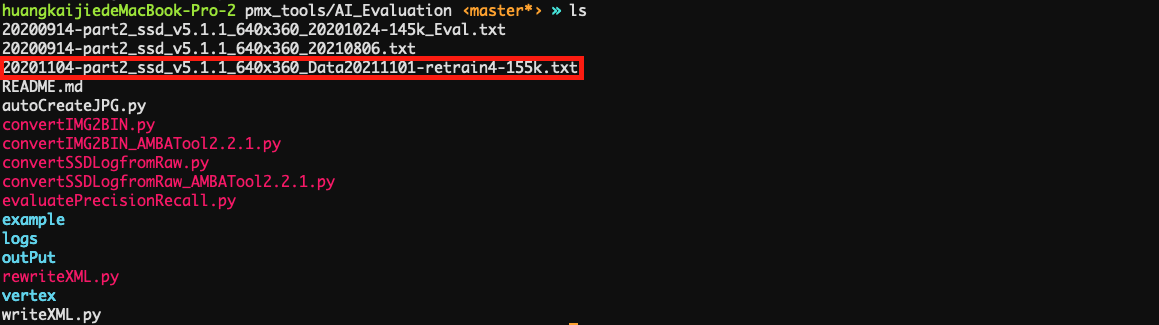 huangkaijiedeMacBook-Pro-2 pmx_tools/AI_Evaluation ‹master*› » ls
20200914-part2_ssd_v5.1.1_640x360_20201024-145k_Eval.txt
20200914-part2_ssd_v5.1.1_640x360_20210806.txt
20201104-part2_ssd_v5.1.1_640x360_Data20211101-retrain4-155k.txt
README.md
autoCreateJPG.py
convertIMG2BIN.py
convertIMG2BIN_AMBATool2.2.1.py
convertSSDLogfromRaw.py
convertSSDLogfromRaw_AMBATool2.2.1.py
evaluatePrecisionRecall.py
example
logs
outPut
rewriteXML.py
vertex
writeXML.py